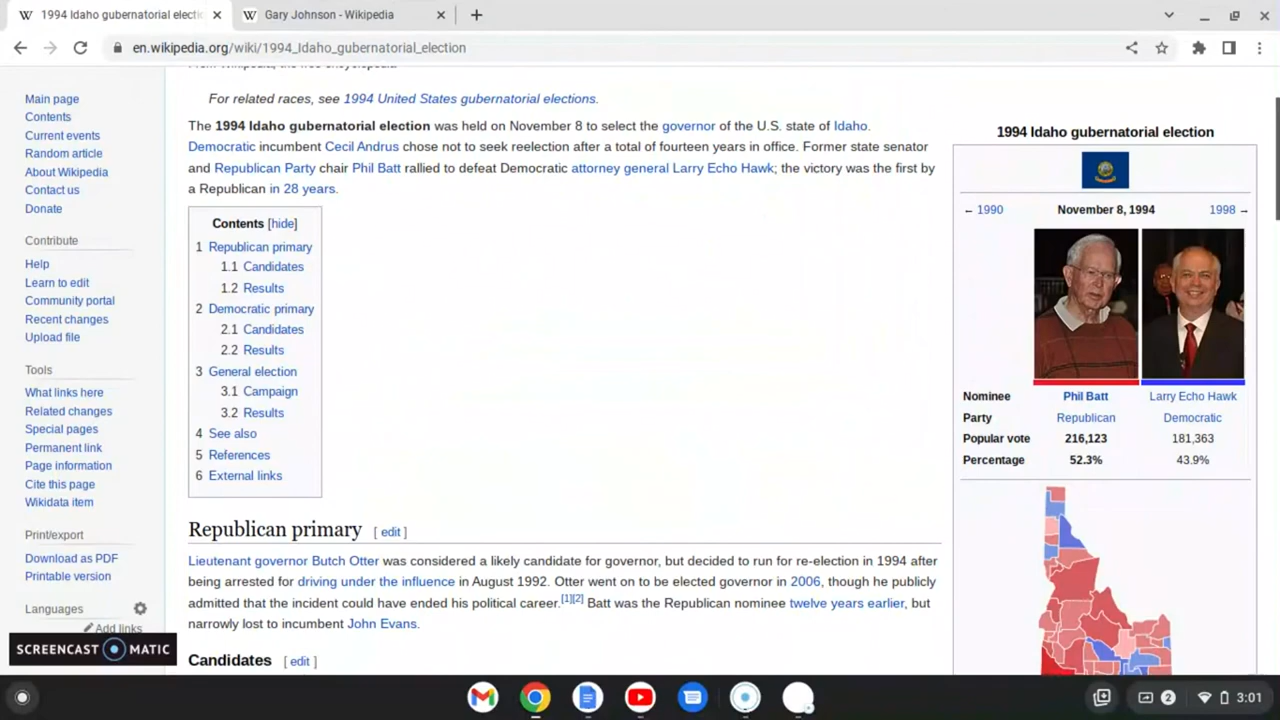 1994 Idaho gubernatorial electi
Gary Johnson - Wikipedia
en.wikipedia.org/wiki/1994_Idaho_gubernatorial_election
Main page
Contents
Current events
Random article
About Wikipedia
Contact us
Donate
Contribute
Help
Learn to edit
Community portal
Recent changes
Upload file
Tools
What links here
Related changes
Special pages
Permanent link
Page information
Cite this page
Wikidata item
Print/export
Download as PDF
Printable version
Languages
Add links
SCREENCAST MATIC
From Wikipedia, the free encyclopedia
For related races, see 1994 United States gubernatorial elections.
The 1994 Idaho gubernatorial election was held on November 8 to select the governor of the U.S. state of Idaho.
Democratic incumbent Cecil Andrus chose not to seek reelection after a total of fourteen years in office. Former state senator
and Republican Party chair Phil Batt rallied to defeat Democratic attorney general Larry Echo Hawk; the victory was the first by
a Republican in 28 years.
Contents [hide]
1 Republican primary
1.1 Candidates
1.2 Results
2 Democratic primary
2.1 Candidates
2.2 Results
3 General election
3.1 Campaign
3.2 Results
4 See also
5 References
6 External links
Republican primary [ edit ]
Lieutenant governor Butch Otter was considered a likely candidate for governor, but decided to run for re-election in 1994 after
being arrested for driving under the influence in August 1992. Otter went on to be elected governor in 2006, though he publicly
admitted that the incident could have ended his political career.[1][2] Batt was the Republican nominee twelve years earlier, but
narrowly lost to incumbent John Evans.
Candidates [ edit ]
1994 Idaho gubernatorial election
← 1990 November 8, 1994 1998 →
Nominee Phil Batt Larry Echo Hawk
Party Republican Democratic
Popular vote 216,123 181,363
Percentage 52.3% 43.9%
2 3:01